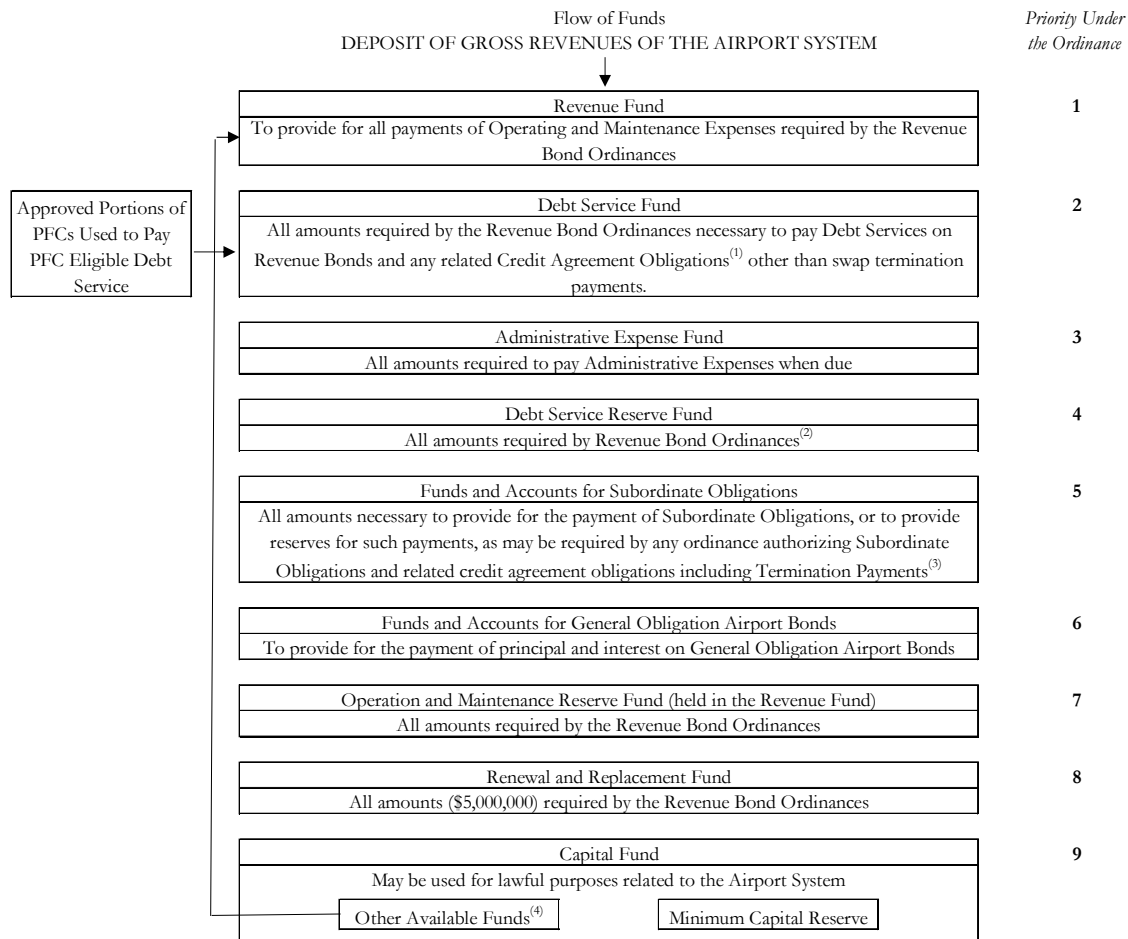 Flow of Funds
DEPOSIT OF GROSS REVENUES OF THE AIRPORT SYSTEM
Priority Under
the Ordinance
Revenue Fund
1
To provide for all payments of Operating and Maintenance Expenses required by the Revenue
Bond Ordinances
Approved Portions of
PFCs Used to Pay
PFC Eligible Debt
Service
Debt Service Fund
2
All amounts required by the Revenue Bond Ordinances necessary to pay Debt Services on
Revenue Bonds and any related Credit Agreement Obligations(1) other than swap termination
payments.
Administrative Expense Fund
3
All amounts required to pay Administrative Expenses when due
Debt Service Reserve Fund
4
All amounts required by Revenue Bond Ordinances(2)
Funds and Accounts for Subordinate Obligations
5
All amounts necessary to provide for the payment of Subordinate Obligations, or to provide
reserves for such payments, as may be required by any ordinance authorizing Subordinate
Obligations and related credit agreement obligations including Termination Payments(3)
Funds and Accounts for General Obligation Airport Bonds
6
To provide for the payment of principal and interest on General Obligation Airport Bonds
Operation and Maintenance Reserve Fund (held in the Revenue Fund)
7
All amounts required by the Revenue Bond Ordinances
Renewal and Replacement Fund
8
All amounts ($5,000,000) required by the Revenue Bond Ordinances
Capital Fund
9
May be used for lawful purposes related to the Airport System
Other Available Funds(4)
Minimum Capital Reserve